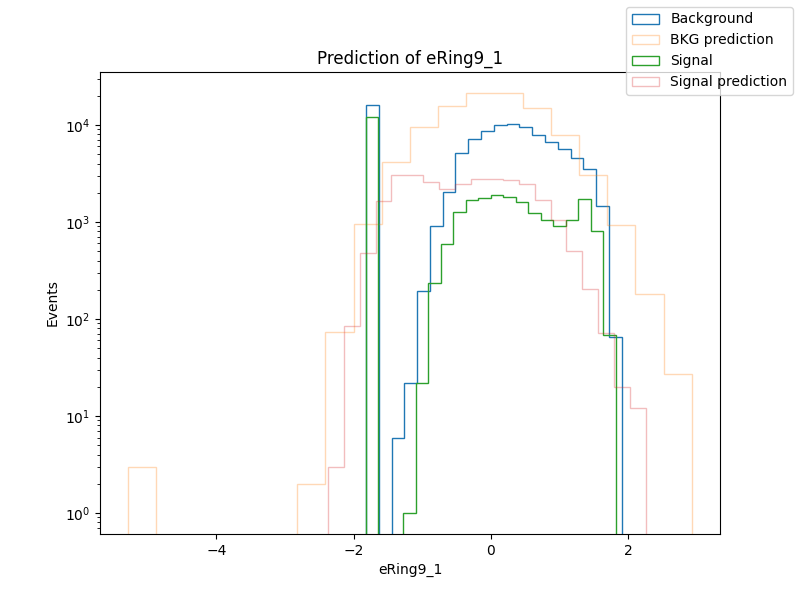 Prediction of eRing9_1
Background
BKG prediction
Signal
Signal prediction
Events
10⁴
10³
10²
10¹
10⁰
−4
−2
0
2
eRing9_1